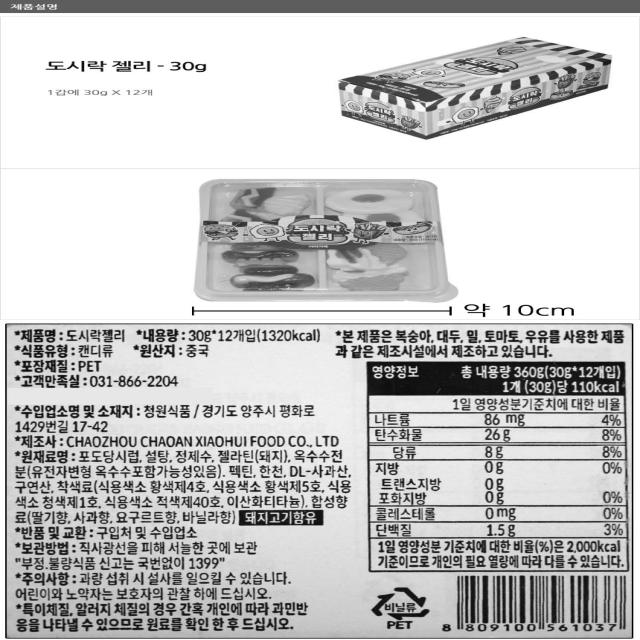 제품설명
도시락 젤리 - 30g
1갑에 30g X 12개
도시락
젤리
도시락
젤리
약 10cm
*제품명 : 도시락젤리 *내용량 : 30g*12개입(1320kcal)
*식품유형 : 캔디류 *원산지 : 중국
*포장재질 : PET
*고객만족실 : 031-866-2204
*수입업소명 및 소재지 : 청원식품 / 경기도 양주시 평화로
1429번길 17-42
*제조사 : CHAOZHOU CHAOAN XIAOHUI FOOD CO., LTD
*원재료명 : 포도당시럽, 설탕, 정제수, 젤라틴(돼지), 옥수수전
분(유전자변형 옥수수포함가능성있음), 펙틴, 한천, DL-사과산,
구연산, 착색료(식용색소 황색제4호, 식용색소 황색제5호, 식용
색소 청색제1호, 식용색소 적색제40호, 이산화티타늄), 합성향
료(딸기향, 사과향, 요구르트향, 바닐라향) 돼지고기함유
*반품 및 교환 : 구입처 및 수입업소
*보관방법 : 직사광선을 피해 서늘한 곳에 보관
"부정.불량식품 신고는 국번없이 1399"
*주의사항 : 과량 섭취 시 설사를 일으킬 수 있습니다.
어린이와 노약자는 보호자의 관찰 하에 드십시오.
*특이체질, 알러지 체질의 경우 간혹 개인에 따라 과민반
응을 나타낼 수 있으므로 원료를 확인 한 후 드십시오.
*본 제품은 복숭아, 대두, 밀, 토마토, 우유를 사용한 제품
과 같은 제조시설에서 제조하고 있습니다.
영양정보 총 내용량 360g(30g*12개입)
1개 (30g)당 110kcal
1일 영양성분기준치에 대한 비율
나트륨 86 mg 4%
탄수화물 26 g 8%
당류 8 g 8%
지방 0 g 0%
트랜스지방 0 g
포화지방 0 g 0%
콜레스테롤 0 mg 0%
단백질 1.5 g 3%
1일 영양성분 기준치에 대한 비율(%)은 2,000kcal
기준이므로 개인의 필요 열량에 따라 다를 수 있습니다.
비닐류
PET
8 809100 561037